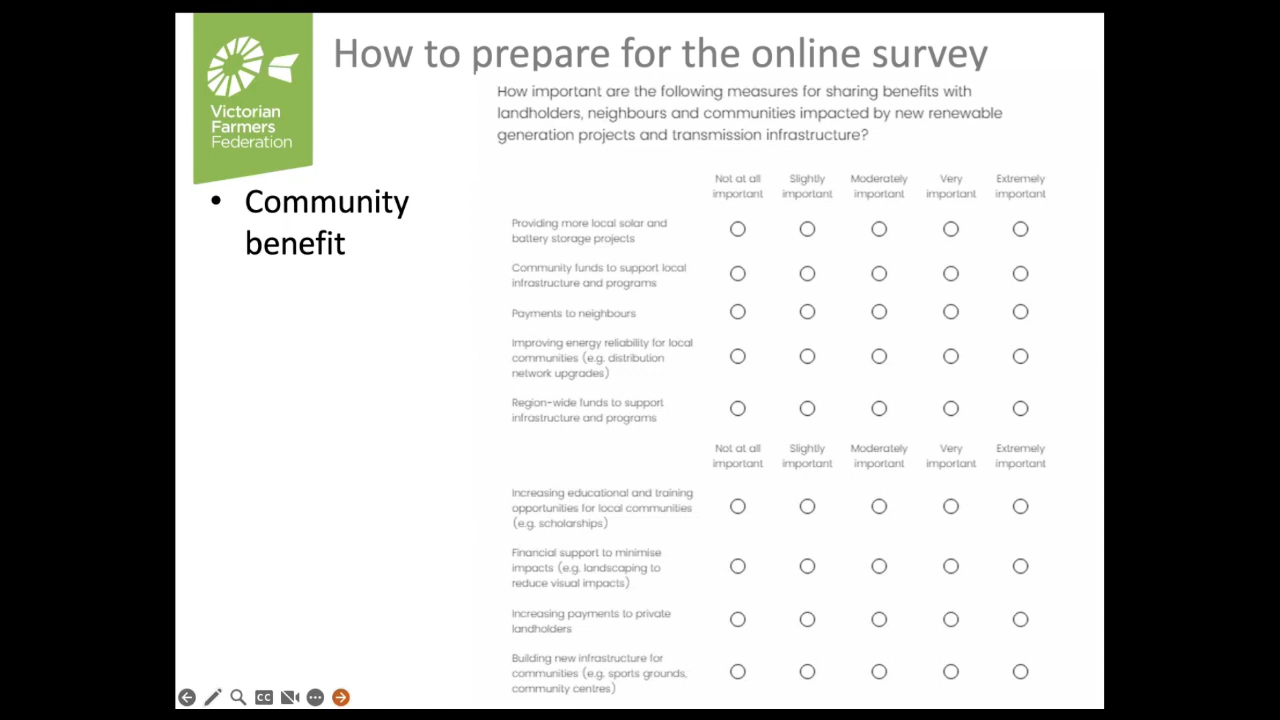 Victorian
Farmers
Federation
How to prepare for the online survey
• Community
benefit
How important are the following measures for sharing benefits with
landholders, neighbours and communities impacted by new renewable
generation projects and transmission infrastructure?
Not at all important Slightly important Moderately important Very important Extremely important
Providing more local solar and
battery storage projects
Community funds to support local
infrastructure and programs
Payments to neighbours
Improving energy reliability for local
communities (e.g. distribution
network upgrades)
Region-wide funds to support
infrastructure and programs
Not at all important Slightly important Moderately important Very important Extremely important
Increasing educational and training
opportunities for local communities
(e.g. scholarships)
Financial support to minimise
impacts (e.g. landscaping to
reduce visual impacts)
Increasing payments to private
landholders
Building new infrastructure for
communities (e.g. sports grounds,
community centres)
CC